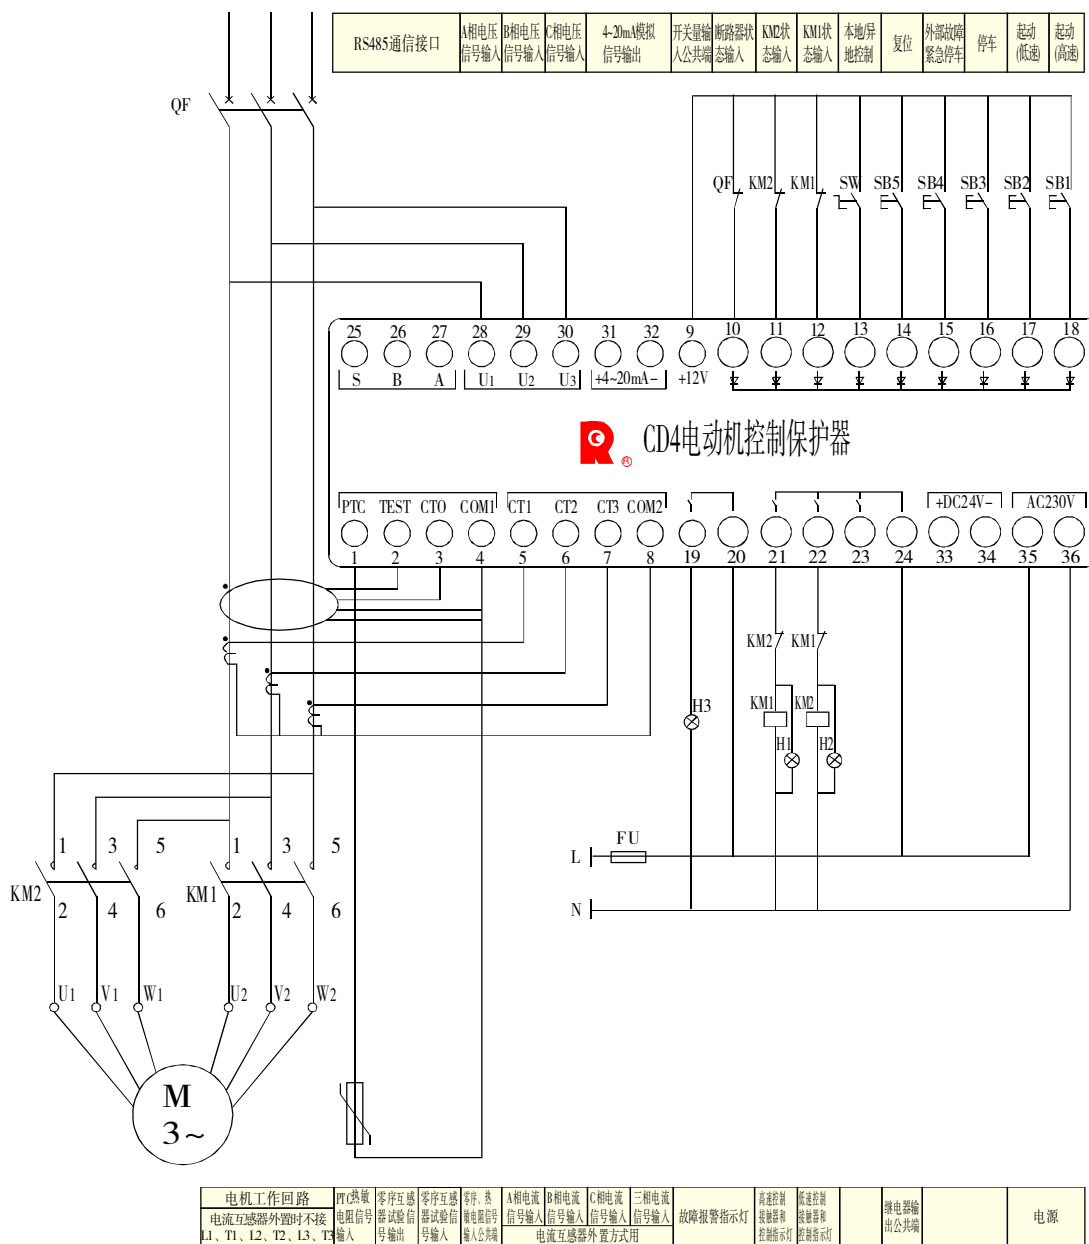 RS485通信接口
A相电压
信号输入
B相电压
信号输入
C相电压
信号输入
4~20mA模拟
信号输出
开关量输
入公共端
断路器状
态输入
KM2状
态输入
KM1状
态输入
本地/异
地控制
复位
外部故障
紧急停车
停车
起动
(低速)
起动
(高速)
QF
QF
KM2
KM1
SW
SB5
SB4
SB3
SB2
SB1
25 26 27 28 29 30 31 32 9 10 11 12 13 14 15 16 17 18
S B A U1 U2 U3 +4~20mA- +12V
R ® CD4电动机控制保护器
PTC TEST CTO COM1 CT1 CT2 CT3 COM2 +DC24V- AC230V
1 2 3 4 5 6 7 8 19 20 21 22 23 24 33 34 35 36
KM2 KM1
H3 KM1 KM2
H1 H2
FU
L
N
1 3 5 1 3 5
KM2 KM1
2 4 6 2 4 6
U1 V1 W1 U2 V2 W2
M
3~
电机工作回路
电流互感器外置时不接
L1、T1、L2、T2、L3、T3
PTC热敏
电阻信号
输入
零序互感
器试验信
号输出
零序互感
器试验信
号输入
零序、热
敏电阻信号
输入公共端
A相电流
信号输入
B相电流
信号输入
C相电流
信号输入
三相电流
信号输入
电流互感器外置方式用
故障报警指示灯
高速控制
接触器和
控制指示灯
低速控制
接触器和
控制指示灯
继电器输
出公共端
电源